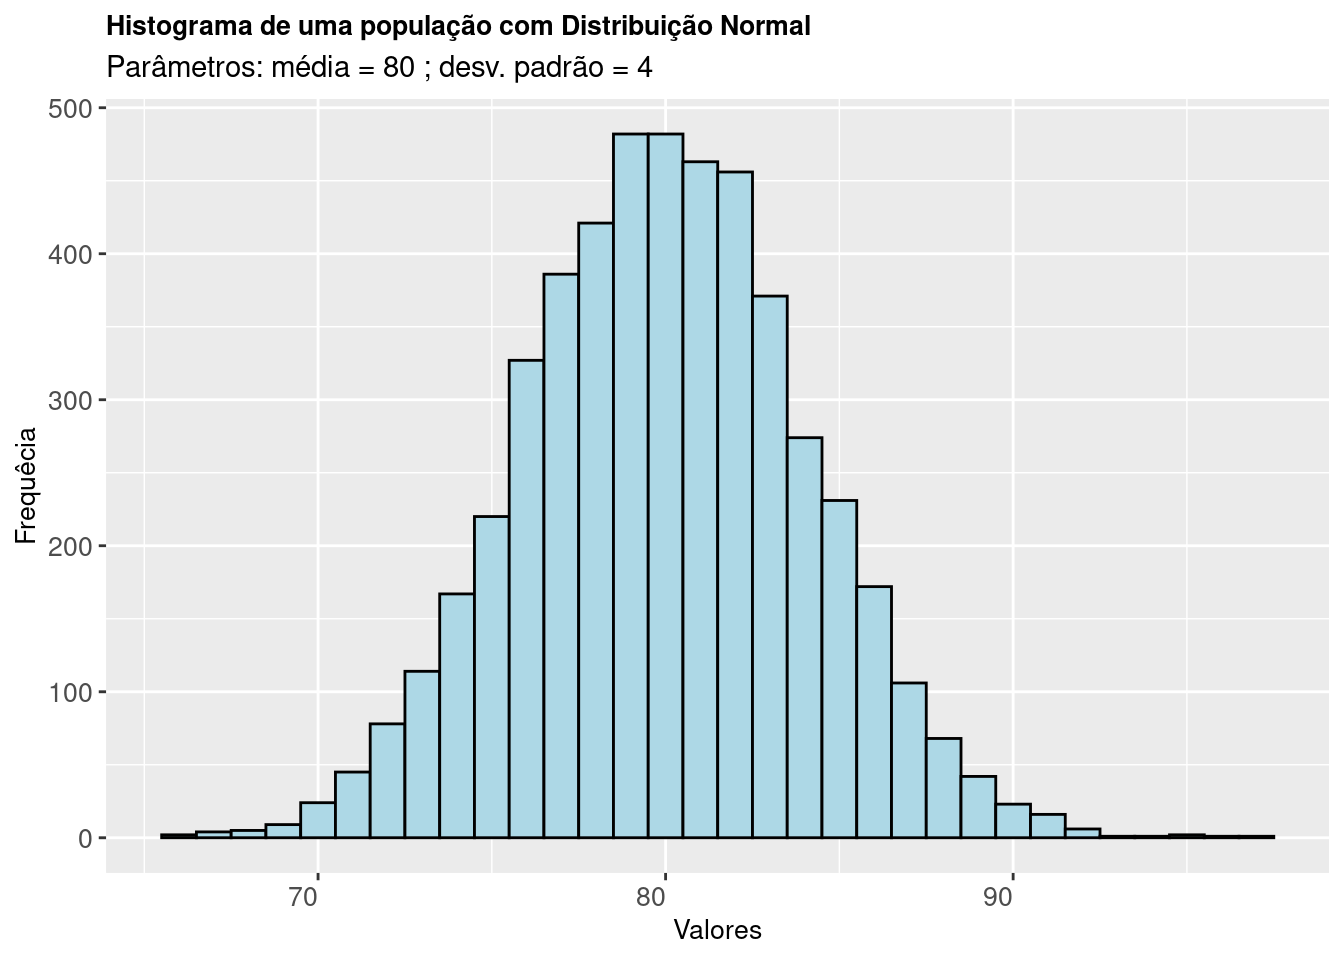 Histograma de uma população com Distribuição Normal
Parâmetros: média = 80 ; desv. padrão = 4
500
400
300
200
100
0
Frequêcia
70 80 90
Valores